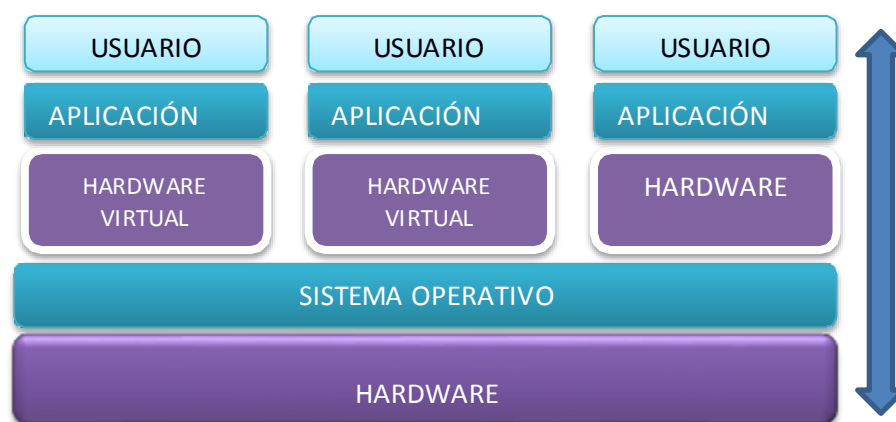 USUARIO USUARIO USUARIO
APLICACIÓN APLICACIÓN APLICACIÓN
HARDWARE HARDWARE HARDWARE
VIRTUAL VIRTUAL
SISTEMA OPERATIVO
HARDWARE